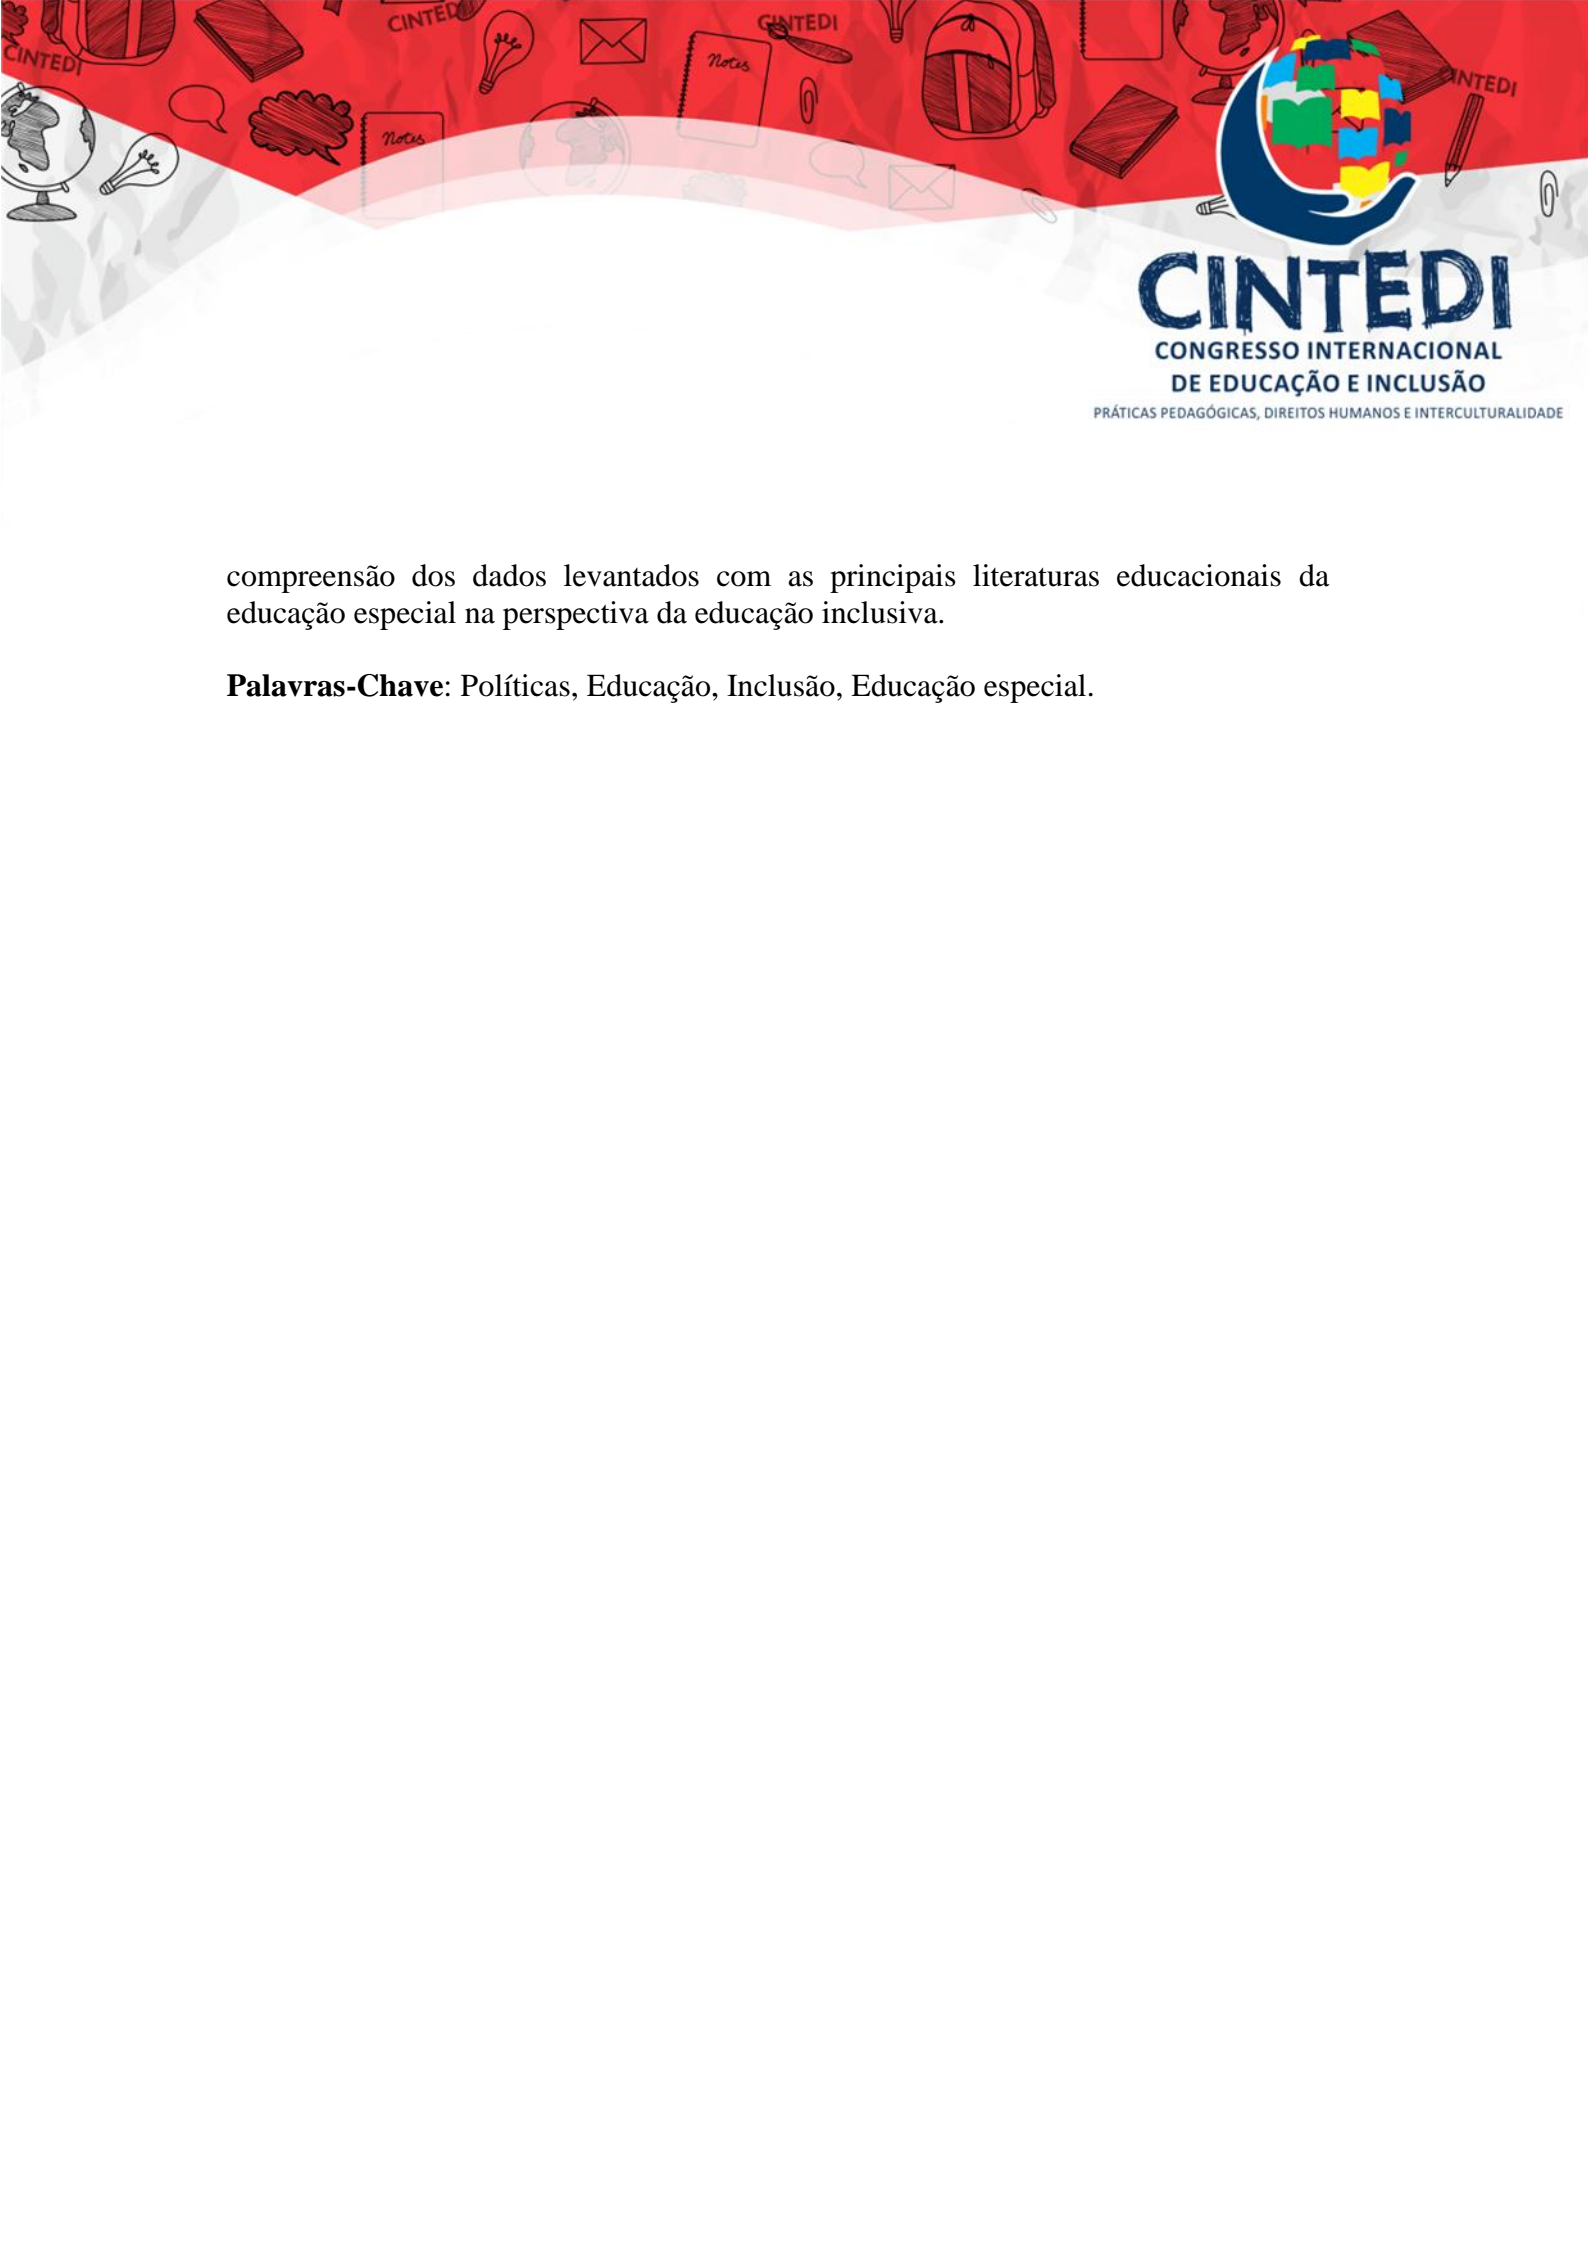 CINTEDI
CINTEDI
CINTEDI
INTEDI
Notes
Notes
CINTEDI
CONGRESSO INTERNACIONAL
DE EDUCAÇÃO E INCLUSÃO
PRÁTICAS PEDAGÓGICAS, DIREITOS HUMANOS E INTERCULTURALIDADE
compreensão dos dados levantados com as principais literaturas educacionais da
educação especial na perspectiva da educação inclusiva.
Palavras-Chave: Políticas, Educação, Inclusão, Educação especial.